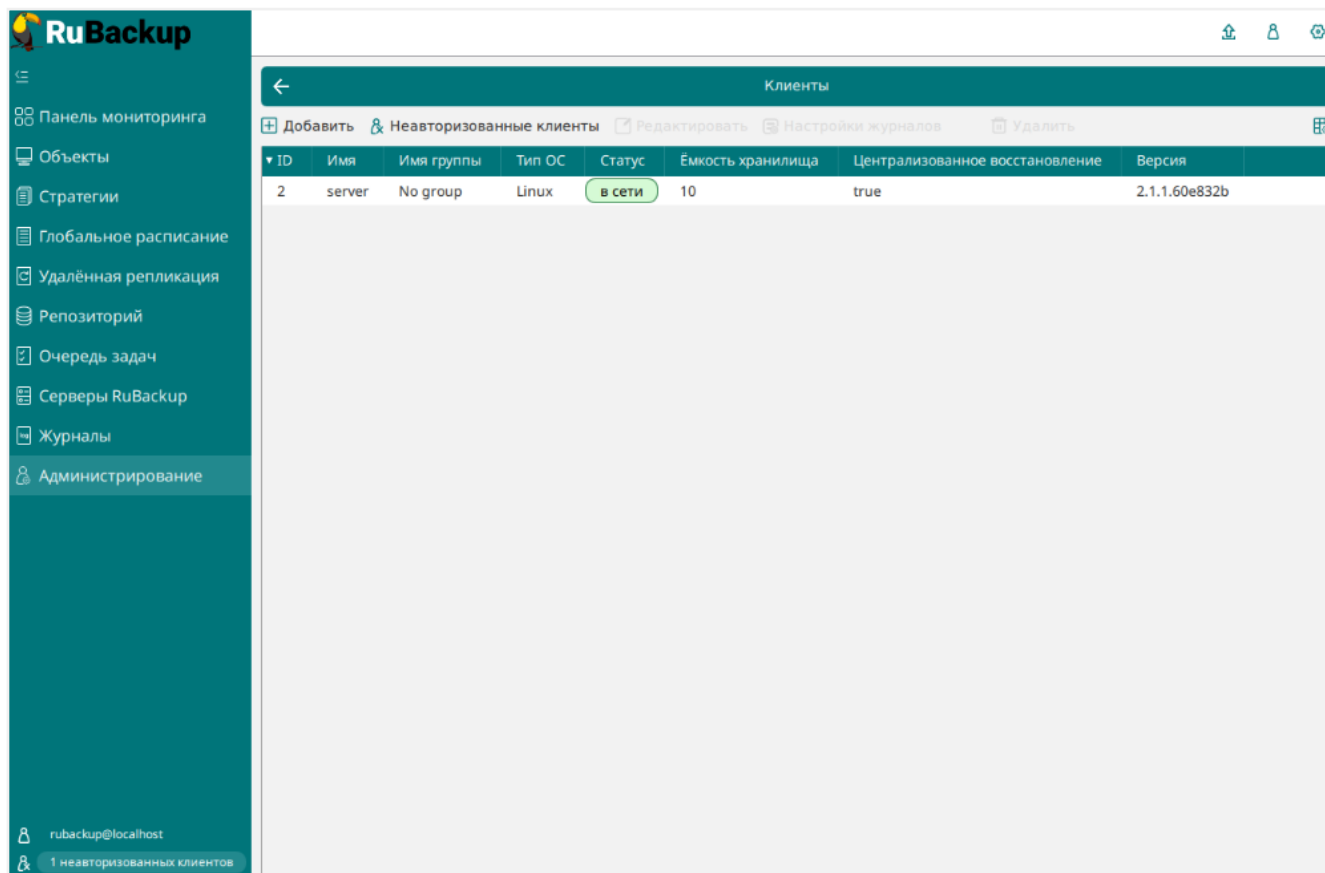 RuBackup
Клиенты
Панель мониторинга
Объекты
Стратегии
Глобальное расписание
Удалённая репликация
Репозиторий
Очередь задач
Серверы RuBackup
Журналы
Администрирование
Добавить Неавторизованные клиенты Редактировать Настройки журналов Удалить
ID Имя Имя группы Тип ОС Статус Ёмкость хранилища Централизованное восстановление Версия
2 server No group Linux в сети 10 true 2.1.1.60e832b
rubackup@localhost
1 неавторизованных клиентов